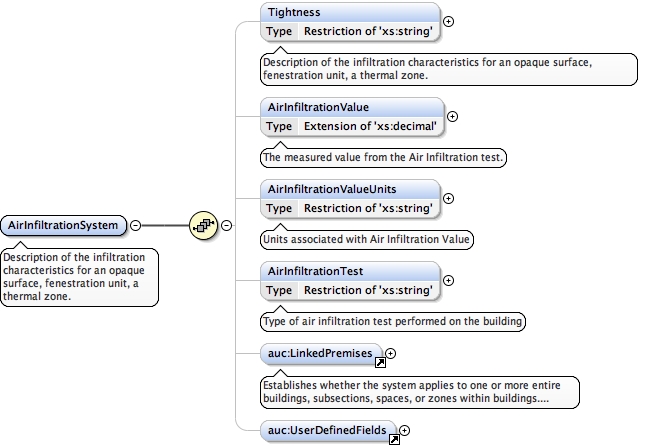 Tightness
Type Restriction of 'xs:string'
Description of the infiltration characteristics for an opaque surface,
fenestration unit, a thermal zone.
AirInfiltrationValue
Type Extension of 'xs:decimal'
The measured value from the Air Infiltration test.
AirInfiltrationValueUnits
Type Restriction of 'xs:string'
Units associated with Air Infiltration Value
AirInfiltrationSystem
Description of the infiltration
characteristics for an opaque
surface, fenestration unit, a
thermal zone.
AirInfiltrationTest
Type Restriction of 'xs:string'
Type of air infiltration test performed on the building
auc:LinkedPremises
Establishes whether the system applies to one or more entire
buildings, subsections, spaces, or zones within buildings....
auc:UserDefinedFields